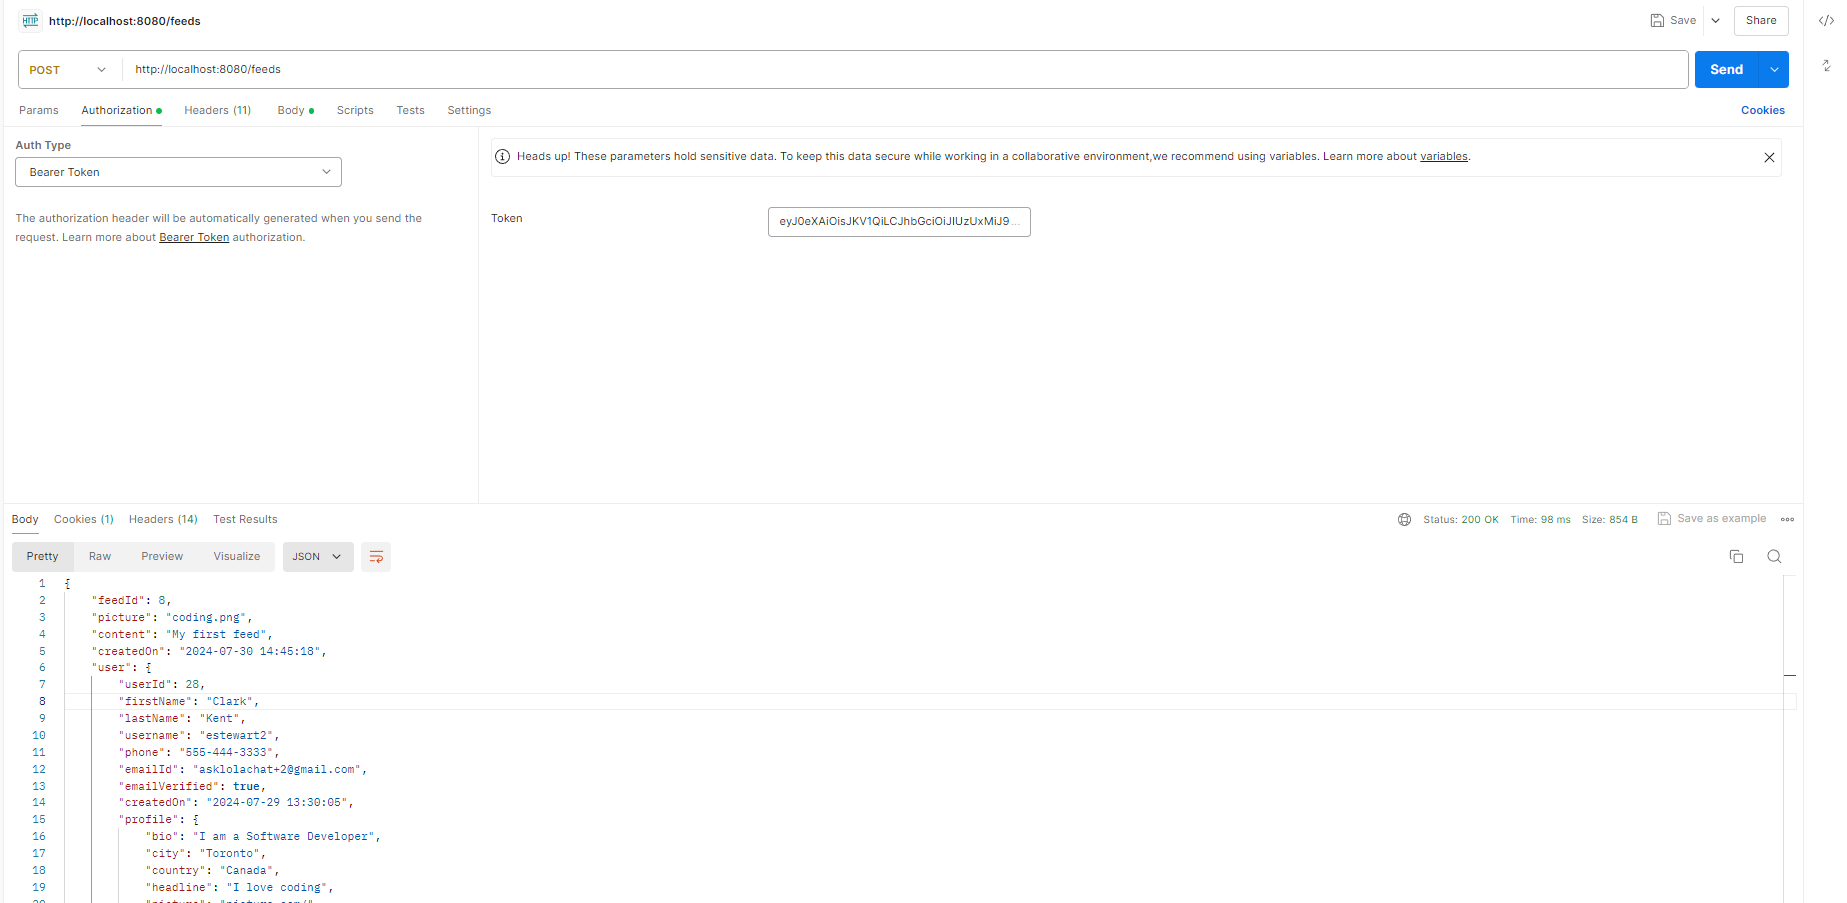 HTTP http://localhost:8080/feeds Save Share
POST http://localhost:8080/feeds Send
Params Authorization Headers (11) Body Scripts Tests Settings Cookies
Auth Type
Bearer Token
The authorization header will be automatically generated when you send the
request. Learn more about Bearer Token authorization.
Heads up! These parameters hold sensitive data. To keep this data secure while working in a collaborative environment,we recommend using variables. Learn more about variables.
Token eyJ0eXAiOisJKV1QiLCJhbGciOiJIUzUxMiJ9 ...
Body Cookies (1) Headers (14) Test Results Status: 200 OK Time: 98 ms Size: 854 B Save as example
Pretty Raw Preview Visualize JSON
1 {
2 "feedId": 8,
3 "picture": "coding.png",
4 "content": "My first feed",
5 "createdOn": "2024-07-30 14:45:18",
6 "user": {
7 "userId": 28,
8 "firstName": "Clark",
9 "lastName": "Kent",
10 "username": "estewart2",
11 "phone": "555-444-3333",
12 "emailId": "asklolachat+2@gmail.com",
13 "emailVerified": true,
14 "createdOn": "2024-07-29 13:30:05",
15 "profile": {
16 "bio": "I am a Software Developer",
17 "city": "Toronto",
18 "country": "Canada",
19 "headline": "I love coding",